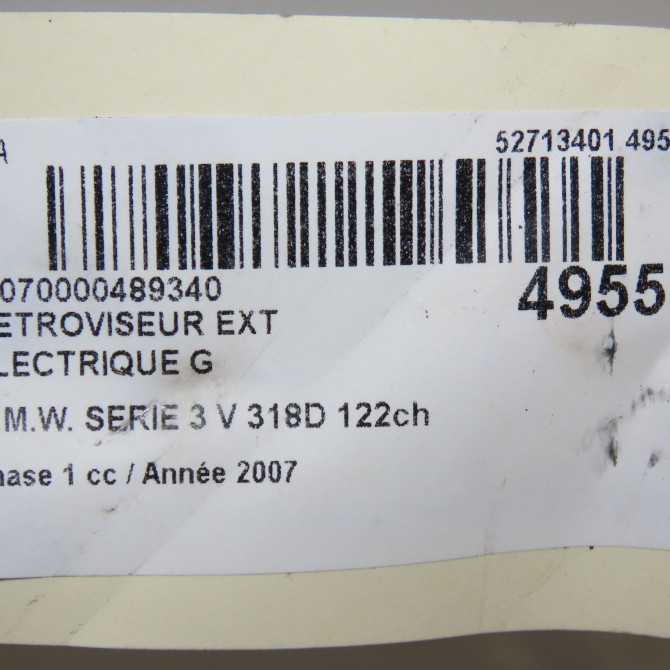 A
52713401 495
070000489340
4955
ETROVISEUR EXT
LECTRIQUE G
M.W. SERIE 3 V 318D 122ch
hase 1 cc / Année 2007